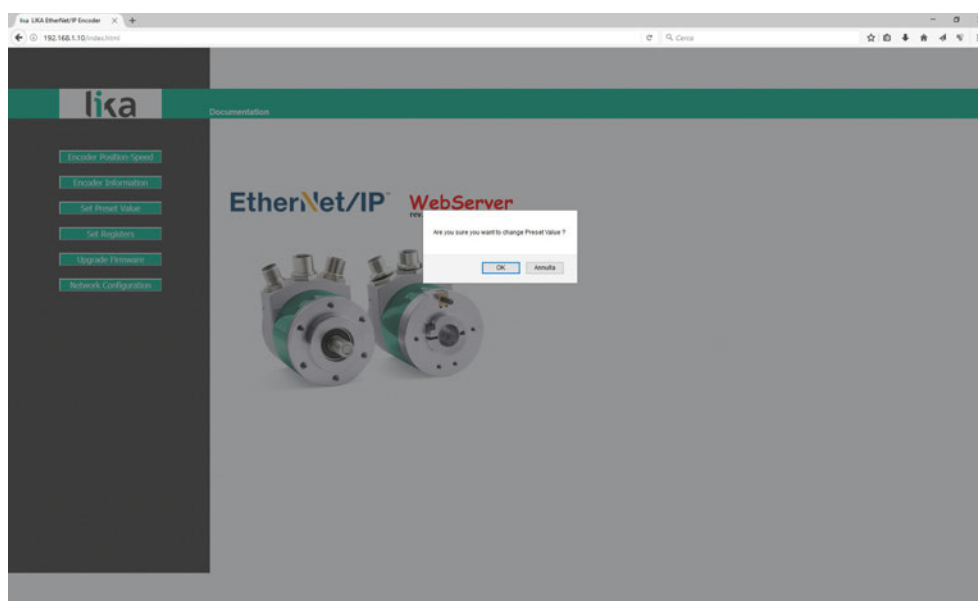 lika LIKA EtherNet/IP Encoder
192.168.1.10/index.html
Cerca
lika
Documentation
Encoder Position-Speed
Encoder Information
Set Preset Value
Set Registers
Upgrade Firmware
Network Configuration
EtherNet/IP™ WebServer
rev.
Are you sure you want to change Preset Value ?
OK Annulla